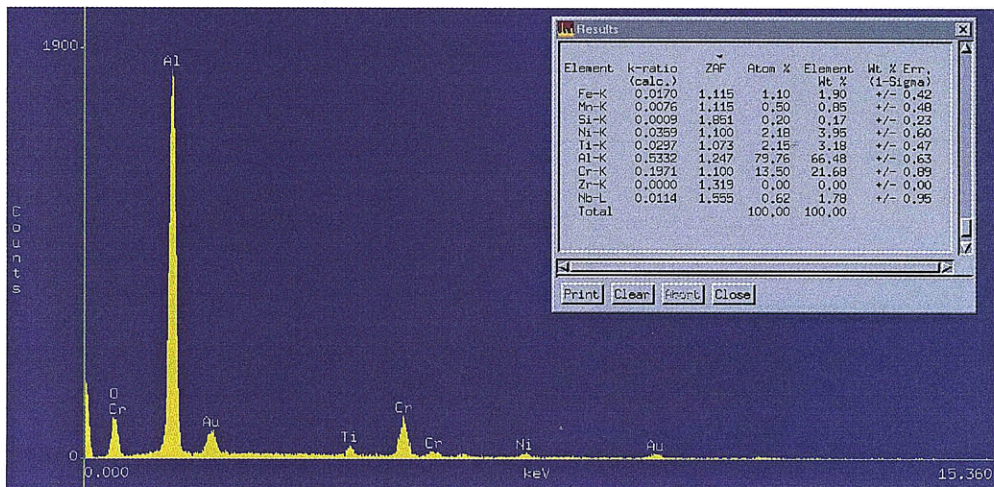 1900
Al
O
Cr
Au
Ti
Cr
Cr
Ni
Au
Counts
0
0.000 keV 15.360
Results
Element k-ratio ZAF Atom % Element Wt % Err.
(calc.) Wt % (1-Sigma)
Fe-K 0.0170 1.115 1.10 1.90 +/- 0.42
Mn-K 0.0076 1.115 0.50 0.85 +/- 0.48
Si-K 0.0009 1.851 0.20 0.17 +/- 0.23
Ni-K 0.0359 1.100 2.18 3.95 +/- 0.60
Ti-K 0.0297 1.073 2.15 3.18 +/- 0.47
Al-K 0.5332 1.247 79.76 66.48 +/- 0.63
Cr-K 0.1971 1.100 13.50 21.68 +/- 0.89
Zr-K 0.0000 1.319 0.00 0.00 +/- 0.00
Nb-L 0.0114 1.555 0.62 1.78 +/- 0.95
Total 100.00 100.00
Print Clear Abort Close